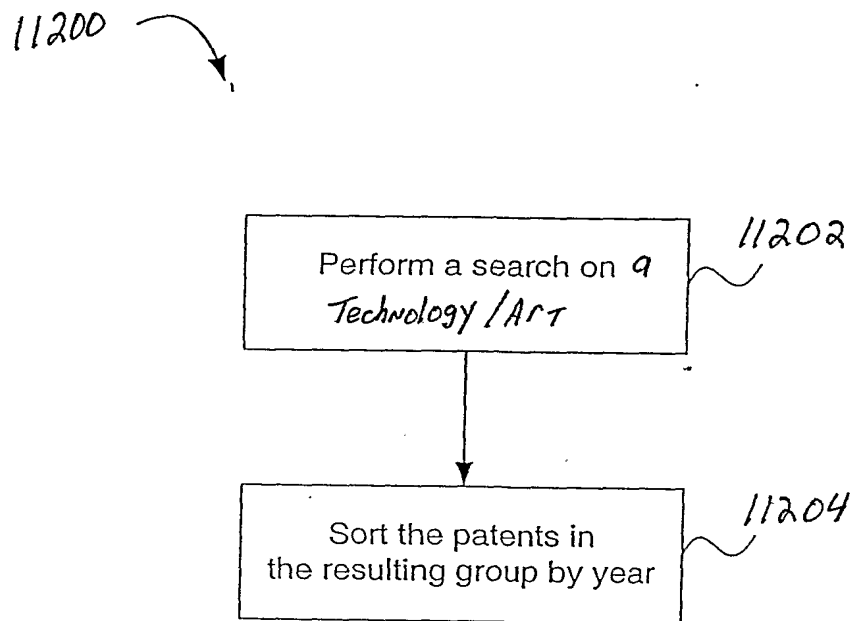 11200
Perform a search on a
Technology/Art
11202
Sort the patents in
the resulting group by year
11204